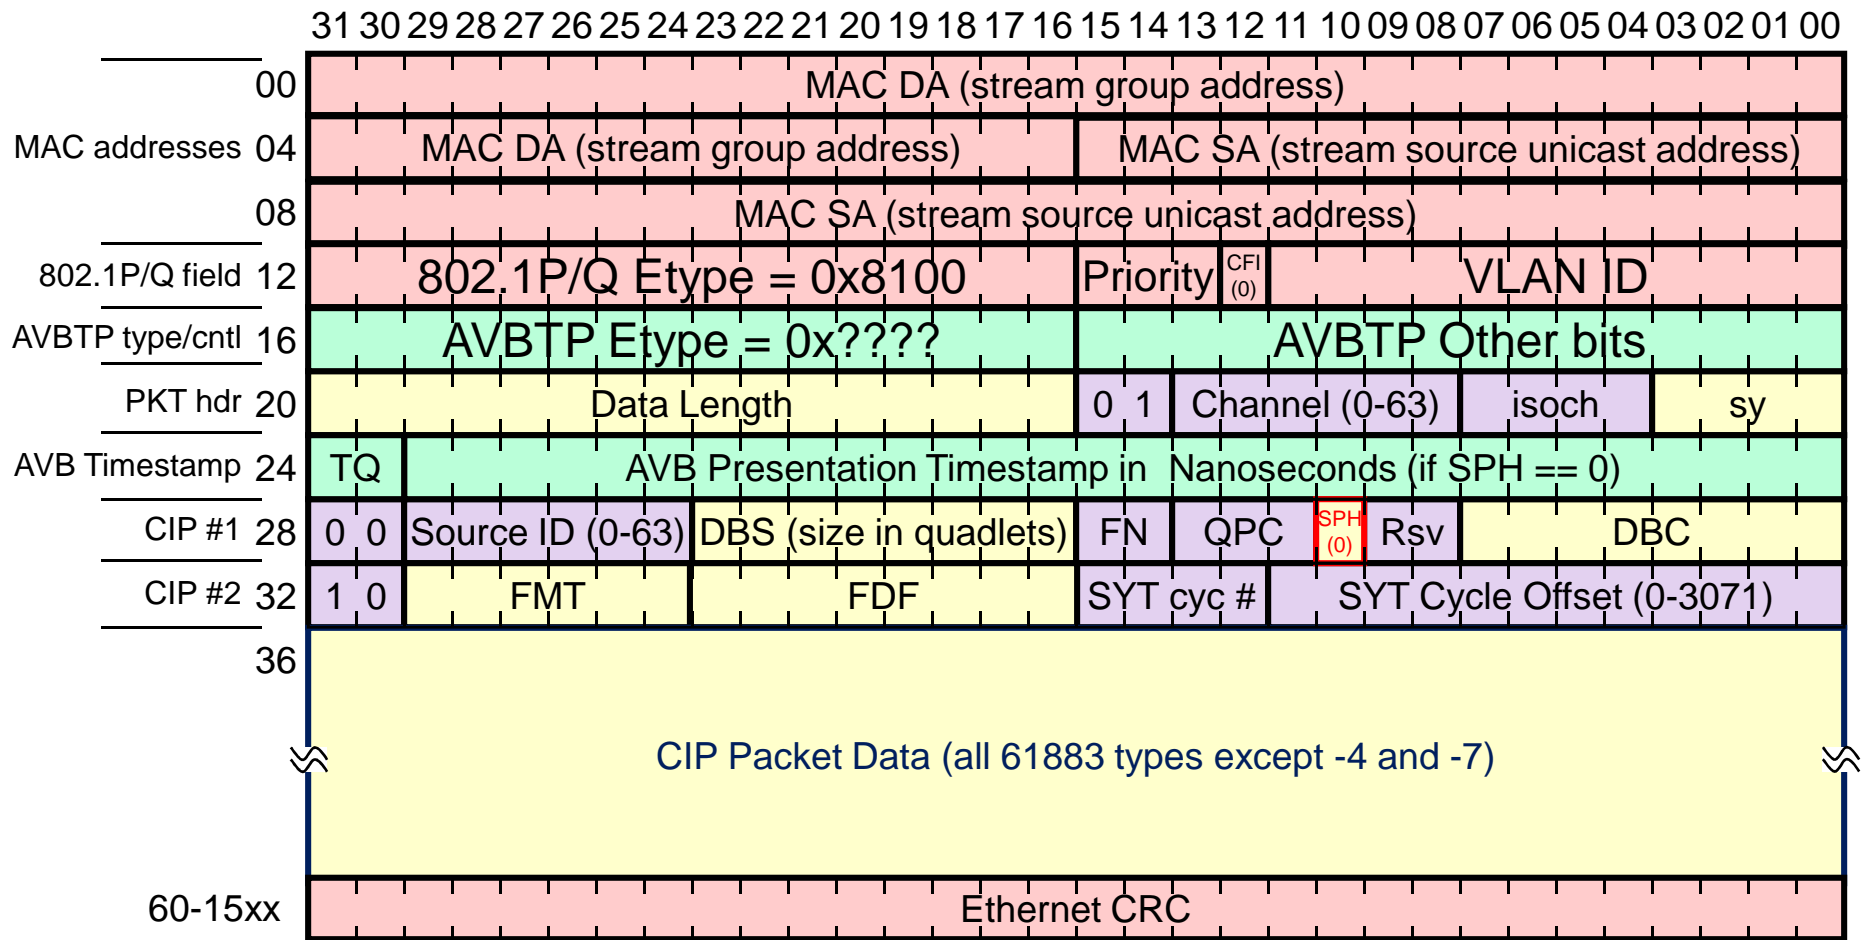 31 30 29 28 27 26 25 24 23 22 21 20 19 18 17 16 15 14 13 12 11 10 09 08 07 06 05 04 03 02 01 00
00 MAC DA (stream group address)
MAC addresses 04 MAC DA (stream group address) MAC SA (stream source unicast address)
08 MAC SA (stream source unicast address)
802.1P/Q field 12 802.1P/Q Etype = 0x8100 Priority CFI (0) VLAN ID
AVBTP type/cntl 16 AVBTP Etype = 0x???? AVBTP Other bits
PKT hdr 20 Data Length 0 1 Channel (0-63) isoch sy
AVB Timestamp 24 TQ AVB Presentation Timestamp in Nanoseconds (if SPH == 0)
CIP #1 28 0 0 Source ID (0-63) DBS (size in quadlets) FN QPC SPH (0) Rsv DBC
CIP #2 32 1 0 FMT FDF SYT cyc # SYT Cycle Offset (0-3071)
36
CIP Packet Data (all 61883 types except -4 and -7)
60-15xx Ethernet CRC